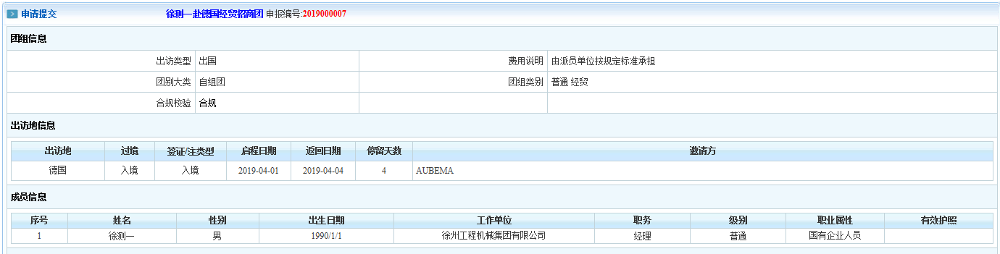 申请提交 徐测一赴德国经贸招商团 申报编号:2019000007
团组信息
出访类型 出国 费用说明 由派员单位按规定标准承担
团别大类 自组团 团组类别 普通 经贸
合规校验 合规
出访地信息
出访地 过境 签证/注类型 启程日期 返回日期 停留天数 邀请方
德国 入境 入境 2019-04-01 2019-04-04 4 AUBEMA
成员信息
序号 姓名 性别 出生日期 工作单位 职务 级别 职业属性 有效护照
1 徐测一 男 1990/1/1 徐州工程机械集团有限公司 经理 普通 国有企业人员